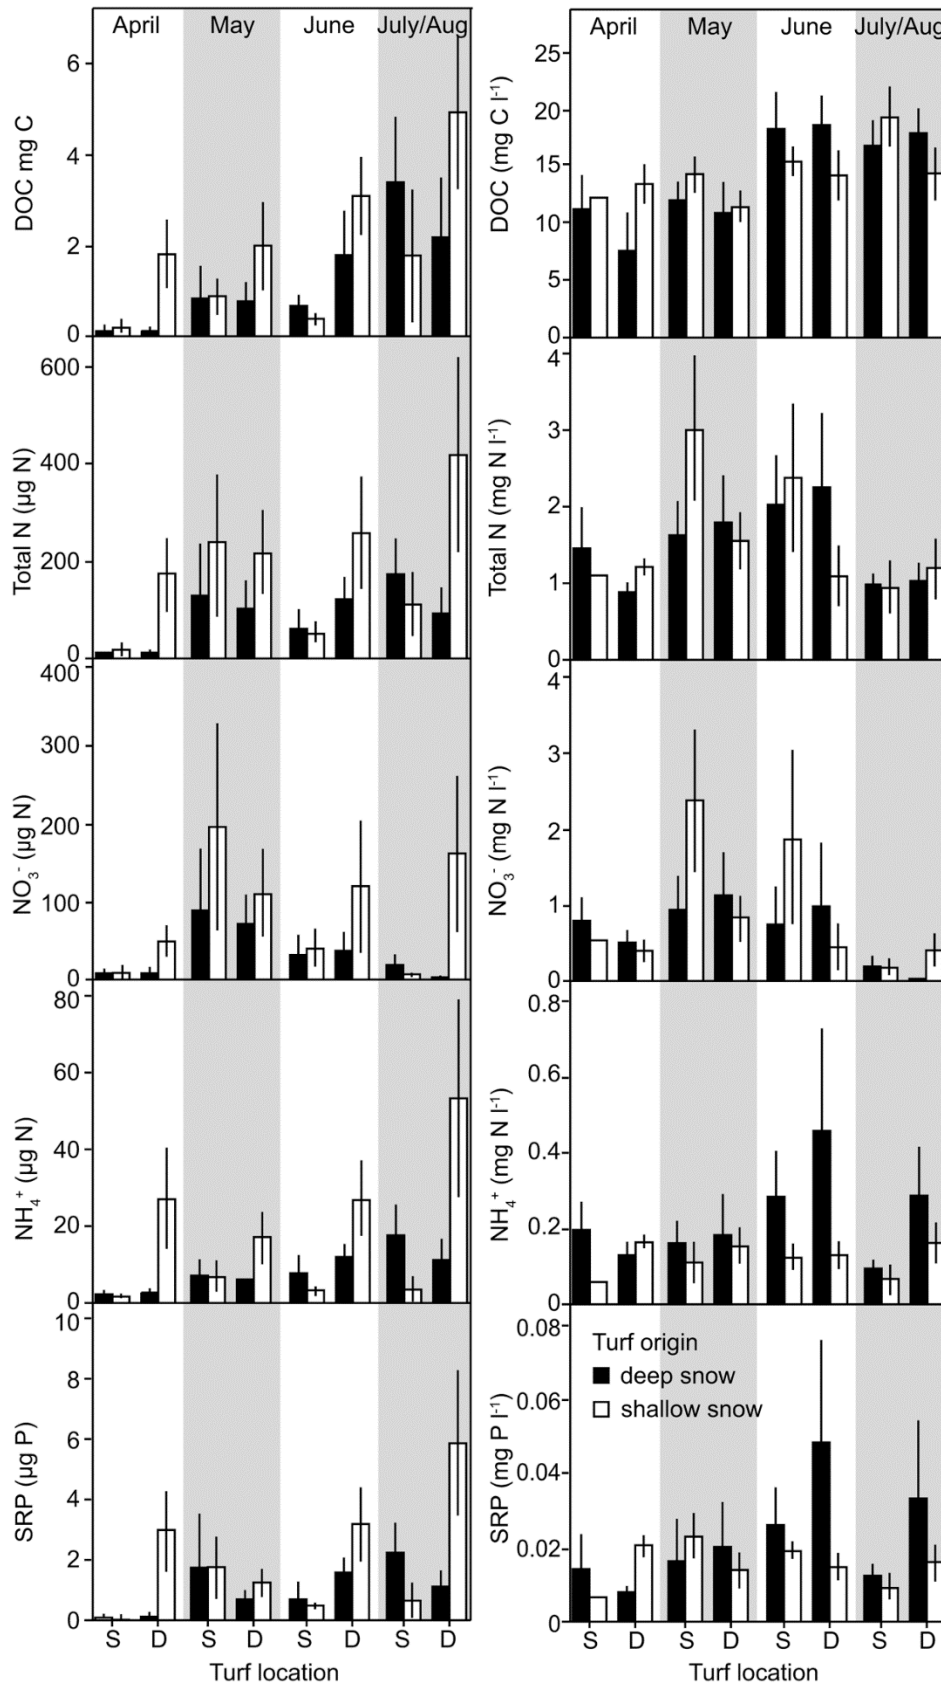 April May June July/Aug
DOC mg C
6
4
2
0
Total N (µg N)
600
400
200
0
NO₃⁻ (µg N)
400
300
200
100
0
NH₄⁺ (µg N)
80
60
40
20
0
SRP (µg P)
10
8
6
4
2
0
S D S D S D S D
Turf location
April May June July/Aug
DOC (mg C l⁻¹)
25
20
15
10
5
0
Total N (mg N l⁻¹)
4
3
2
1
0
NO₃⁻ (mg N l⁻¹)
4
3
2
1
0
NH₄⁺ (mg N l⁻¹)
0.8
0.6
0.4
0.2
0
SRP (mg P l⁻¹)
0.08
0.06
0.04
0.02
0
Turf origin
deep snow
shallow snow
S D S D S D S D
Turf location